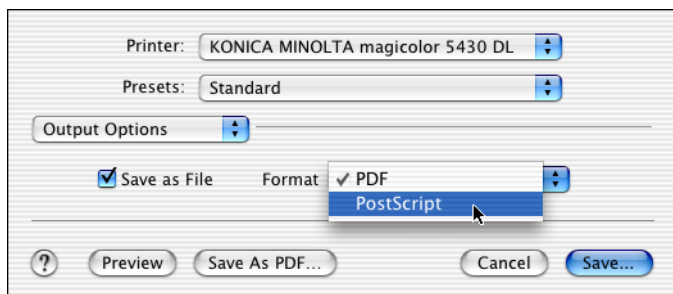 Printer: KONICA MINOLTA magicolor 5430 DL
Presets: Standard
Output Options
Save as File Format ✓ PDF
PostScript
? Preview Save As PDF... Cancel Save...